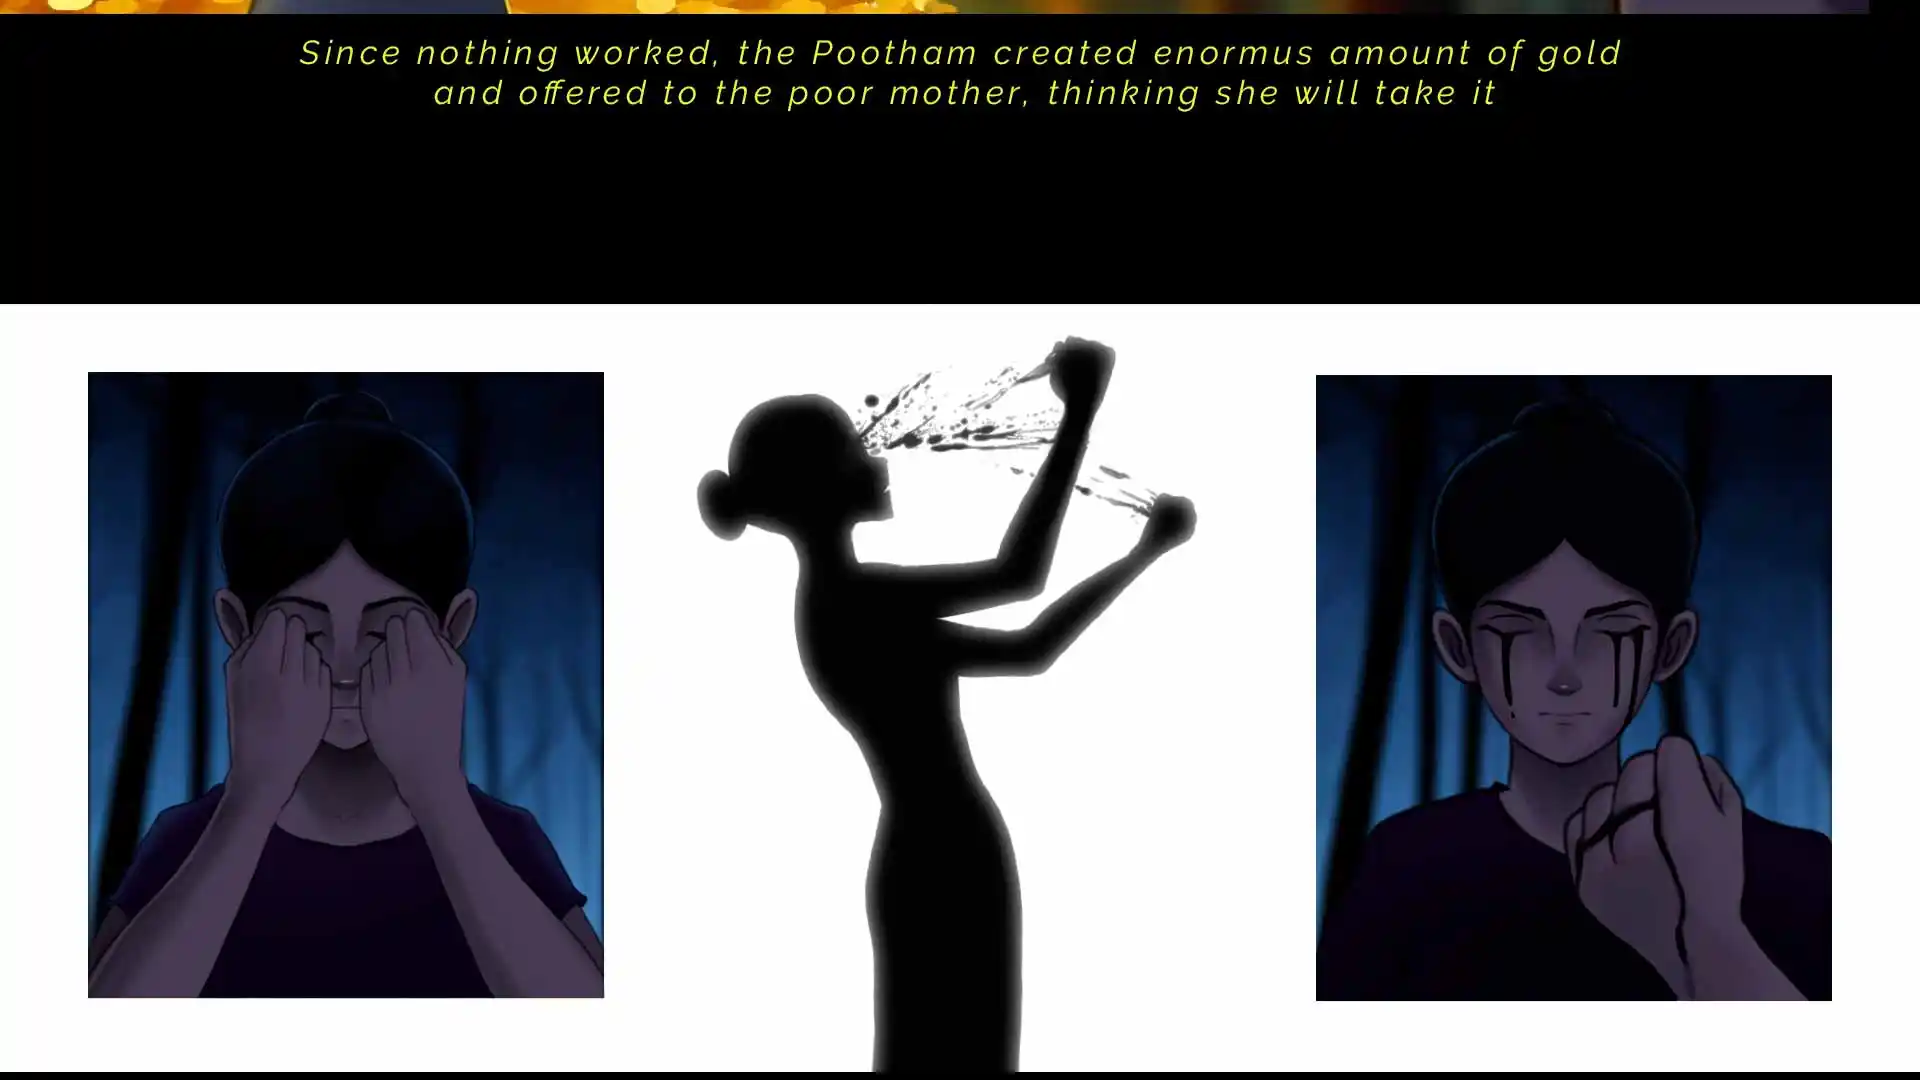 Since nothing worked, the Pootham created enormus amount of gold
and offered to the poor mother, thinking she will take it